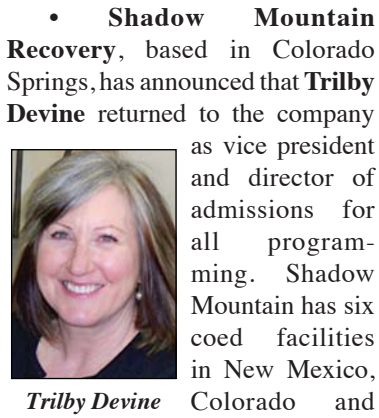 • Shadow Mountain
Recovery, based in Colorado
Springs, has announced that Trilby
Devine returned to the company
as vice president
and director of
admissions for
all program-
ming. Shadow
Mountain has six
coed facilities
in New Mexico,
Colorado and
Trilby Devine